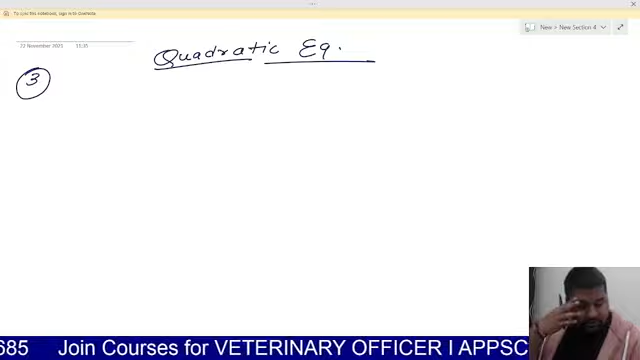 To sync this notebook, sign in to OneNote.
New > New Section 4
22 November 2021 11:35
Quadratic Eq.
3
685 Join Courses for VETERINARY OFFICER I APPSC